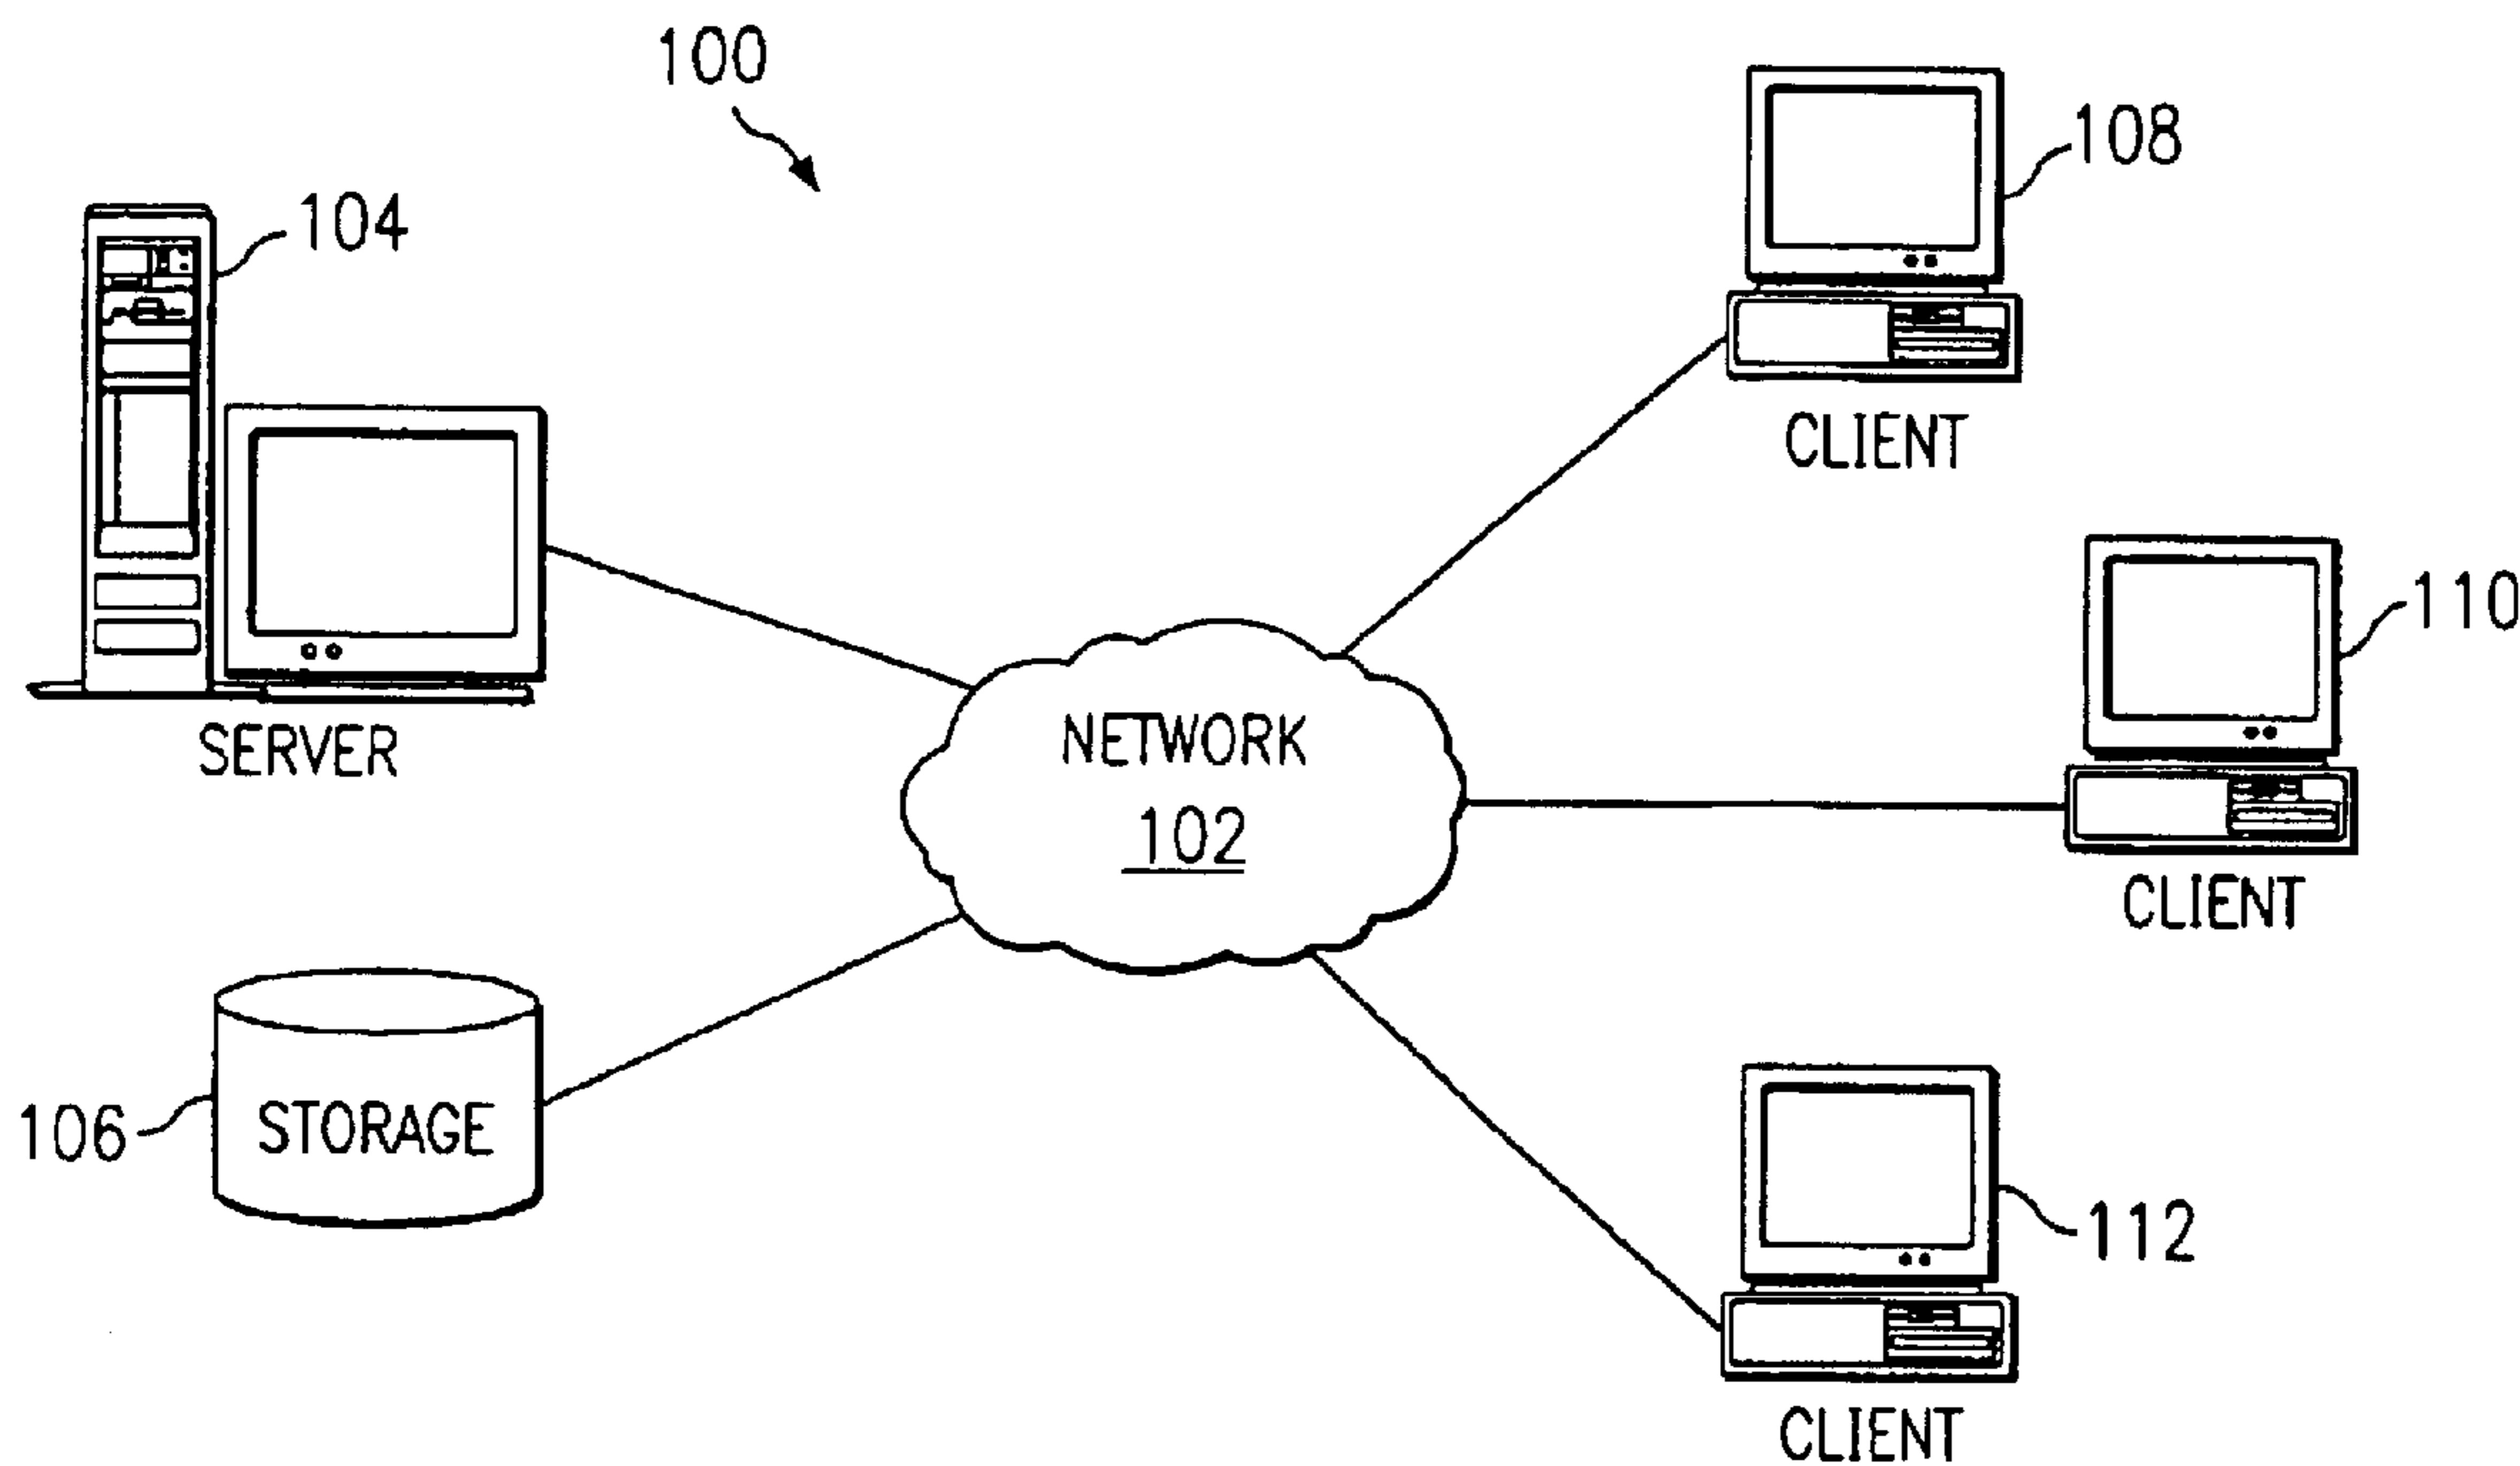 100
108
104
CLIENT
110
SERVER
NETWORK
102
CLIENT
106
STORAGE
112
CLIENT